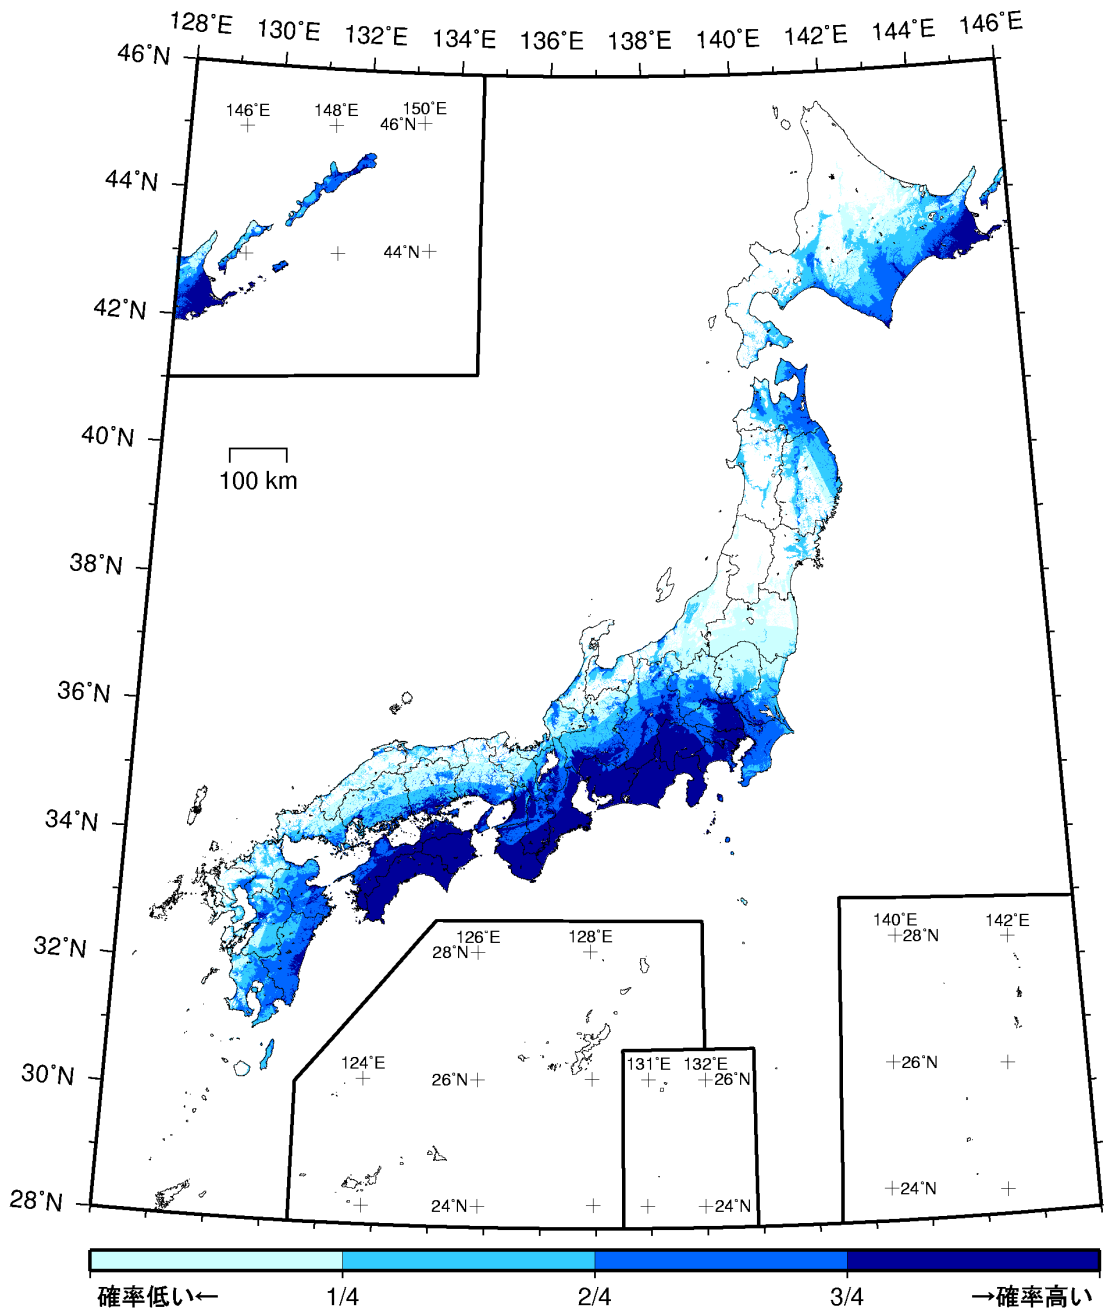 128°E 130°E 132°E 134°E 136°E 138°E 140°E 142°E 144°E 146°E
46°N
146°E 148°E 150°E
46°N
44°N
44°N
42°N
40°N
100 km
38°N
36°N
34°N
32°N
126°E 128°E
28°N
140°E 142°E
28°N
30°N
124°E
26°N
131°E 132°E
26°N
26°N
28°N
24°N
24°N
24°N
確率低い← 1/4 2/4 3/4 →確率高い